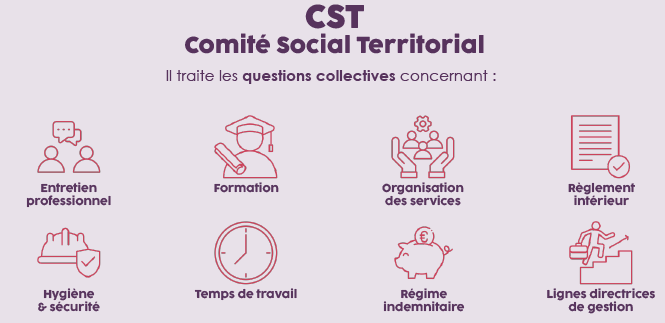 CST
Comité Social Territorial
Il traite les questions collectives concernant :
Entretien
professionnel
Formation
Organisation
des services
Règlement
intérieur
Hygiène
& sécurité
Temps de travail
€
Régime
indemnitaire
Lignes directrices
de gestion